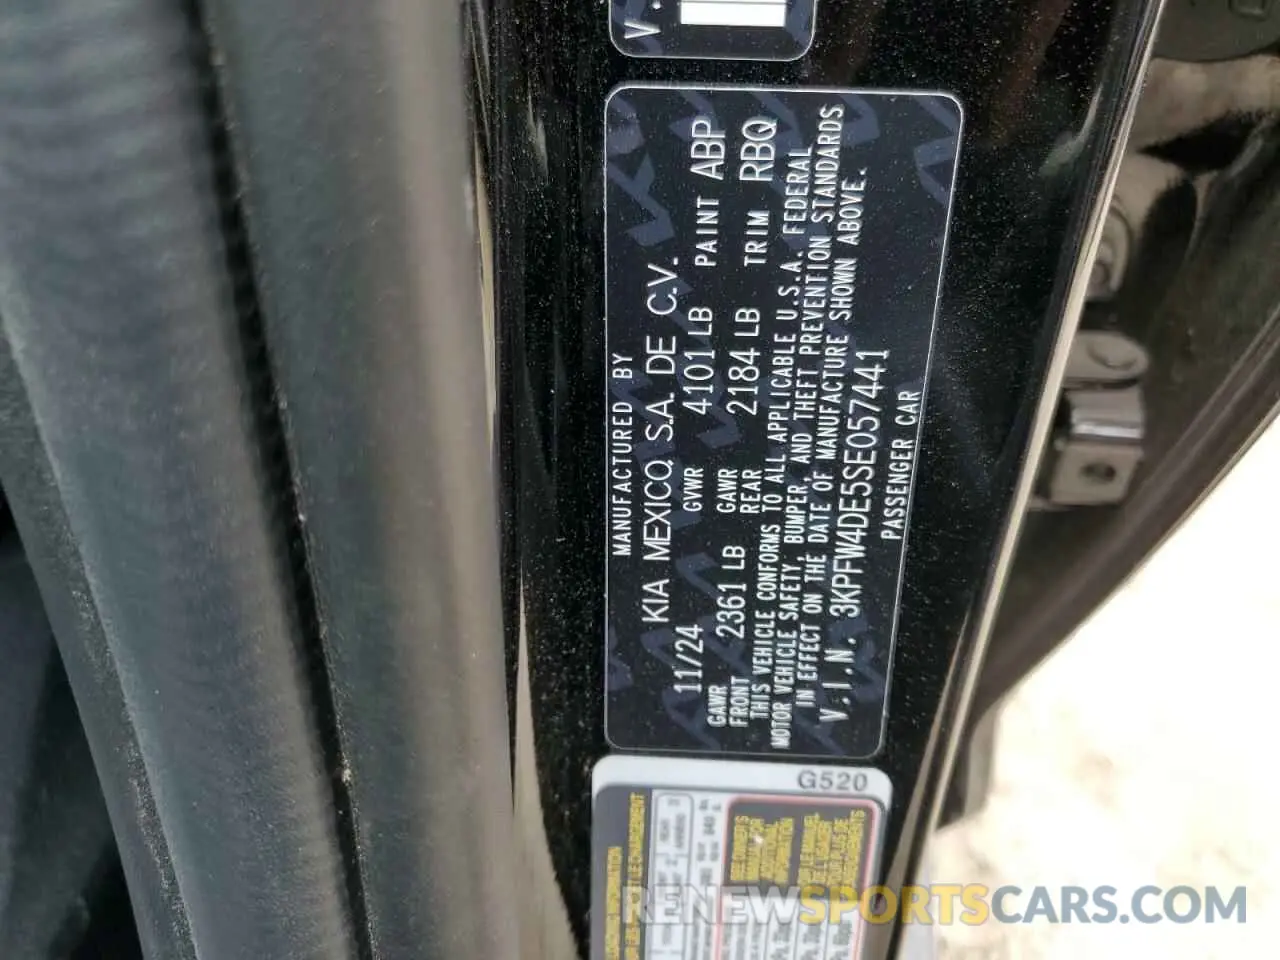 V.
MANUFACTURED BY
KIA MEXICO, S.A. DE C.V.
11/24 GVWR 4101 LB PAINT ABP
GAWR FRONT 2361 LB GAWR REAR 2184 LB TRIM RBQ
THIS VEHICLE CONFORMS TO ALL APPLICABLE U.S.A. FEDERAL
MOTOR VEHICLE SAFETY, BUMPER, AND THEFT PREVENTION STANDARDS
IN EFFECT ON THE DATE OF MANUFACTURE SHOWN ABOVE.
V.I.N. 3KPFW4DE5SE057441
PASSENGER CAR
G520
RENEWSPORTSCARS.COM